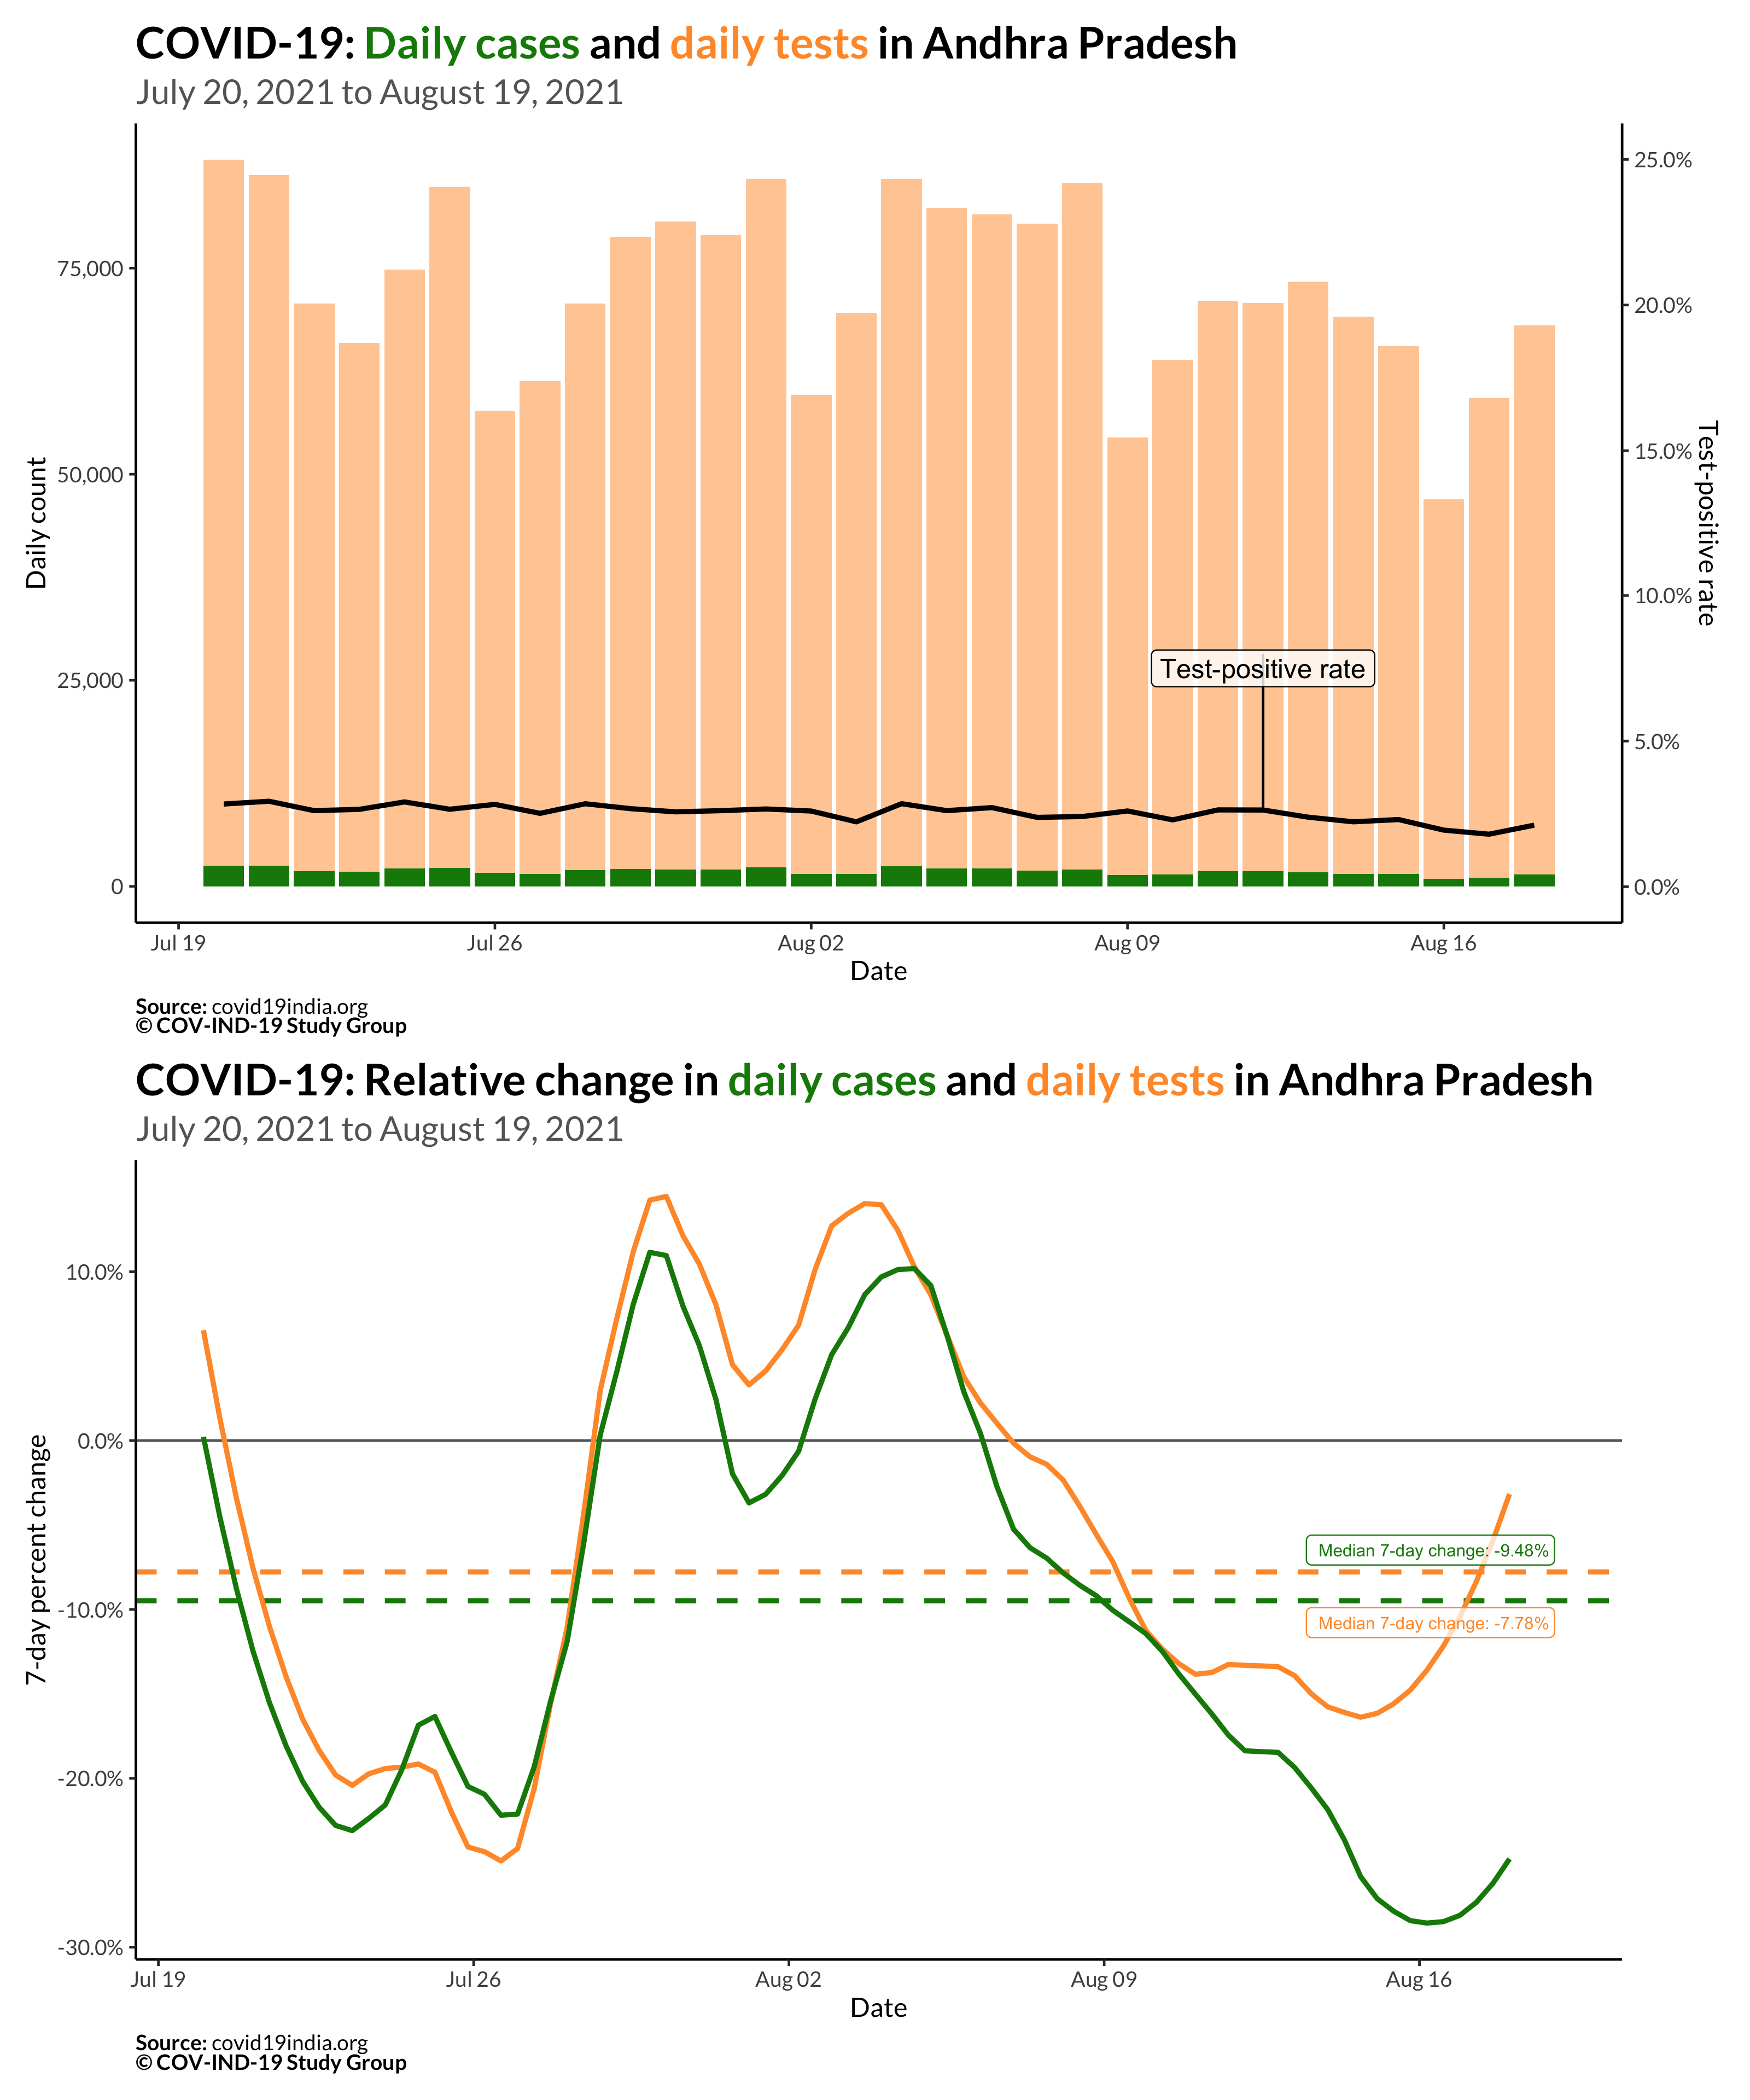 COVID-19: Daily cases and daily tests in Andhra Pradesh
July 20, 2021 to August 19, 2021
Daily count
75,000
50,000
25,000
0
25.0%
20.0%
15.0%
10.0%
5.0%
0.0%
Test-positive rate
Test-positive rate
Jul 19
Jul 26
Aug 02
Aug 09
Aug 16
Date
Source: covid19india.org
© COV-IND-19 Study Group
COVID-19: Relative change in daily cases and daily tests in Andhra Pradesh
July 20, 2021 to August 19, 2021
7-day percent change
10.0%
0.0%
-10.0%
-20.0%
-30.0%
Median 7-day change: -9.48%
Median 7-day change: -7.78%
Jul 19
Jul 26
Aug 02
Aug 09
Aug 16
Date
Source: covid19india.org
© COV-IND-19 Study Group